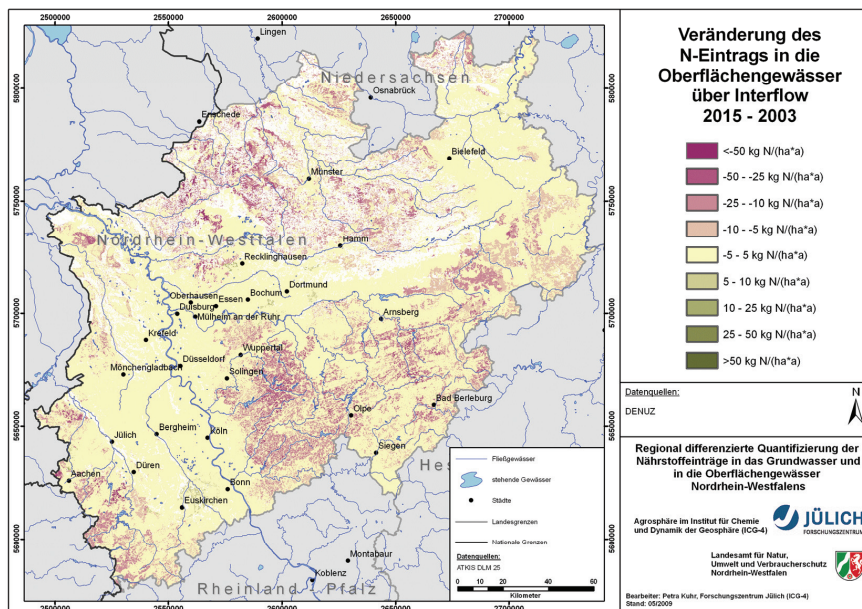 2500000 2550000 2600000 2650000 2700000
5800000
5750000
5700000
5650000
5600000
2500000 2550000 2600000 2650000 2700000
Lingen
Niedersachsen
Osnabrück
Enschede
Bielefeld
Münster
Nordrhein-Westfalen
Hamm
Recklinghausen
Dortmund
Oberhausen
Essen
Bochum
Duisburg
Mülheim an der Ruhr
Arnsberg
Krefeld
Wuppertal
Düsseldorf
Mönchengladbach
Solingen
Bad Berleburg
Olpe
Bergheim
Köln
Jülich
Siegen
Düren
Aachen
Hes
Bonn
Euskirchen
Montabaur
Koblenz
Rheinland Pfalz
Fließgewässer
stehende Gewässer
Städte
Landesgrenzen
Nationale Grenzen
Datenquellen:
ATKIS DLM 25
0 10 20 40 60
Kilometer
Veränderung des
N-Eintrags in die
Oberflächengewässer
über Interflow
2015 - 2003
<-50 kg N/(ha*a)
-50 - -25 kg N/(ha*a)
-25 - -10 kg N/(ha*a)
-10 - -5 kg N/(ha*a)
-5 - 5 kg N/(ha*a)
5 - 10 kg N/(ha*a)
10 - 25 kg N/(ha*a)
25 - 50 kg N/(ha*a)
>50 kg N/(ha*a)
Datenquellen:
DENUZ
N
Regional differenzierte Quantifizierung der
Nährstoffeinträge in das Grundwasser und
in die Oberflächengewässer
Nordrhein-Westfalens
Agrosphäre im Institut für Chemie
und Dynamik der Geosphäre (ICG-4)
JÜLICH
FORSCHUNGSZENTRUM
Landesamt für Natur,
Umwelt und Verbraucherschutz
Nordrhein-Westfalen
Bearbeiter: Petra Kuhr, Forschungszentrum Jülich (ICG-4)
Stand: 05/2009